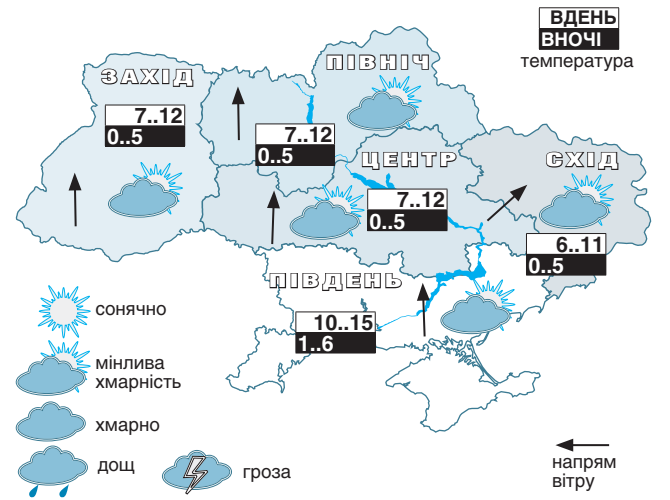 ВДЕНЬ
ВНОЧІ
температура
ПІВНІЧ
ЗАХІД
7..12
0..5
7..12
0..5
ЦЕНТР
СХІД
7..12
0..5
6..11
0..5
ПІВДЕНЬ
10..15
1..6
сонячно
мінлива
хмарність
хмарно
дощ
гроза
напрям
вітру